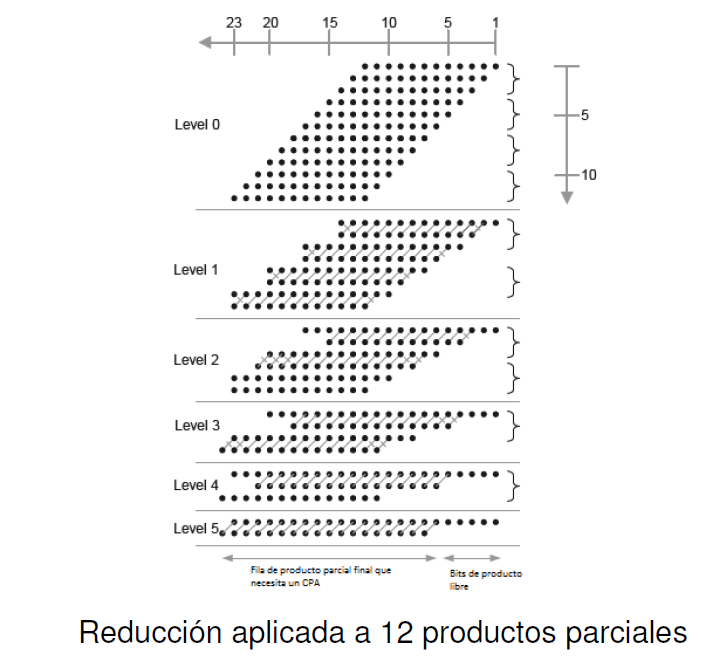 23 20 15 10 5 1
Level 0
5
10
Level 1
Level 2
Level 3
Level 4
Level 5
Fila de producto parcial final que
necesita un CPA
Bits de producto
libre
Reducción aplicada a 12 productos parciales